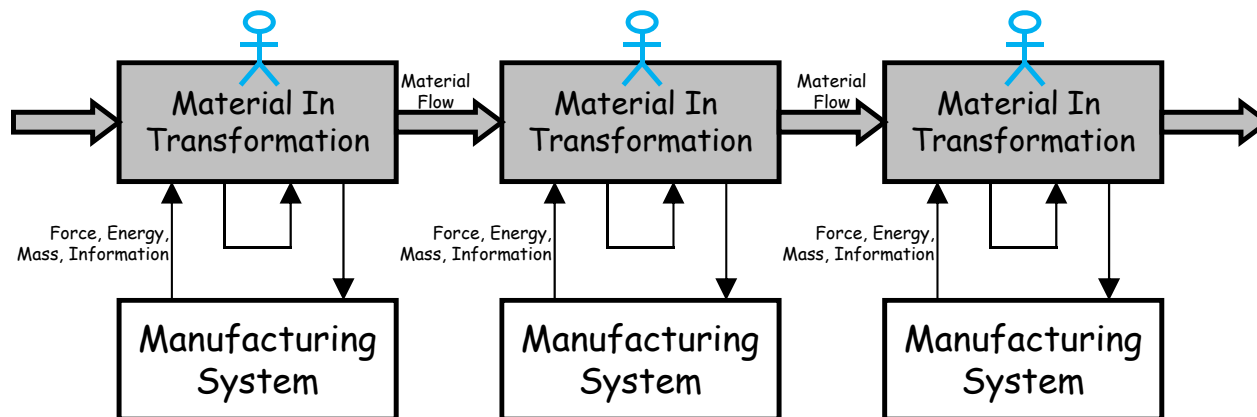 Material In
Transformation
Material
Flow
Material In
Transformation
Material
Flow
Material In
Transformation
Force, Energy,
Mass, Information
Force, Energy,
Mass, Information
Force, Energy,
Mass, Information
Manufacturing
System
Manufacturing
System
Manufacturing
System